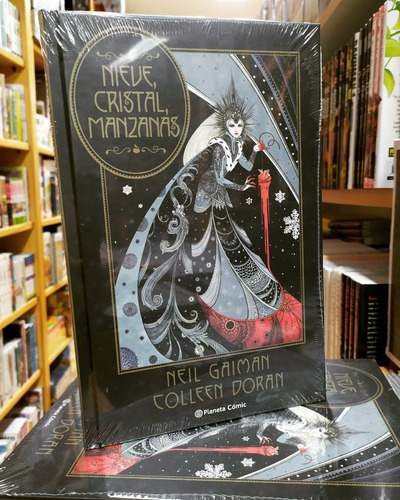 NIEVE,
CRISTAL,
MANZANAS
NEIL GAIMAN
COLLEEN DORAN
Planeta Cómic